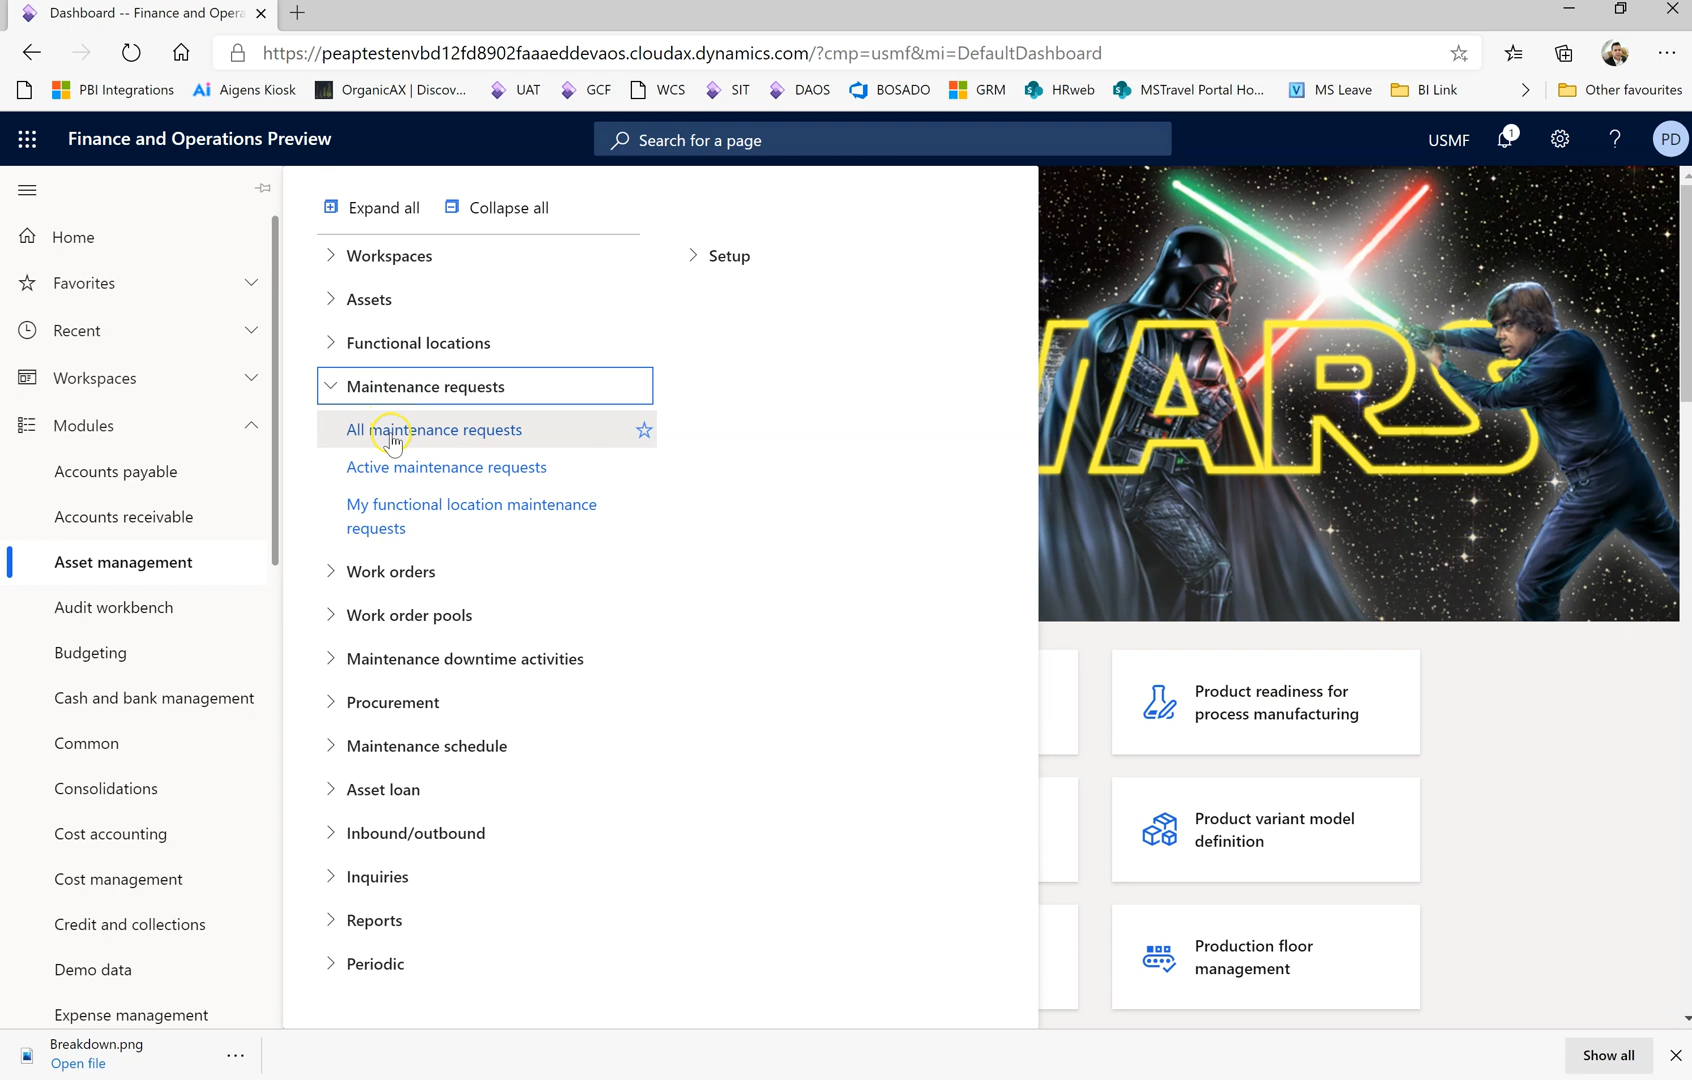 Dashboard -- Finance and Opera
https://peaptestenvbd12fd8902faaaeddevaos.cloudax.dynamics.com/?cmp=usmf&mi=DefaultDashboard
PBI Integrations
Aigens Kiosk
OrganicAX | Discov...
UAT
GCF
WCS
SIT
DAOS
BOSADO
GRM
HRweb
MSTravel Portal Ho...
MS Leave
BI Link
Other favourites
Finance and Operations Preview
Search for a page
USMF
1
PD
Home
Favorites
Recent
Workspaces
Modules
Accounts payable
Accounts receivable
Asset management
Audit workbench
Budgeting
Cash and bank management
Common
Consolidations
Cost accounting
Cost management
Credit and collections
Demo data
Expense management
Expand all
Collapse all
Workspaces
Assets
Functional locations
Maintenance requests
All maintenance requests
Active maintenance requests
My functional location maintenance
requests
Work orders
Work order pools
Maintenance downtime activities
Procurement
Maintenance schedule
Asset loan
Inbound/outbound
Inquiries
Reports
Periodic
Setup
WARS
Product readiness for
process manufacturing
Product variant model
definition
Production floor
management
Breakdown.png
Open file
Show all